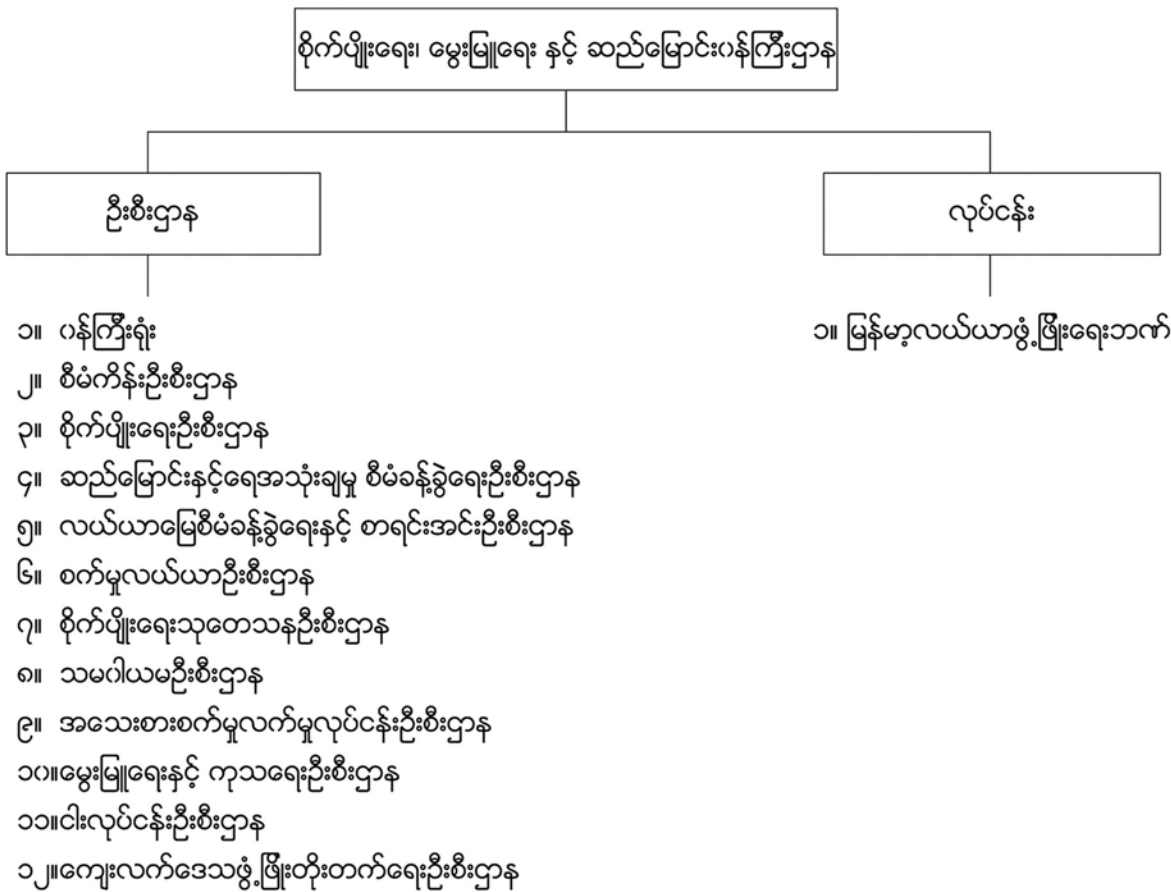 စိုက်ပျိုးရေး၊ မွေးမြူရေး နှင့် ဆည်မြောင်းဝန်ကြီးဌာန
ဦးစီးဌာန
လုပ်ငန်း
၁။ ဝန်ကြီးရုံး
၂။ စီမံကိန်းဦးစီးဌာန
၃။ စိုက်ပျိုးရေးဦးစီးဌာန
၄။ ဆည်မြောင်းနှင့်ရေအသုံးချမှု စီမံခန့်ခွဲရေးဦးစီးဌာန
၅။ လယ်ယာမြေစီမံခန့်ခွဲရေးနှင့် စာရင်းအင်းဦးစီးဌာန
၆။ စက်မှုလယ်ယာဦးစီးဌာန
၇။ စိုက်ပျိုးရေးသုတေသနဦးစီးဌာန
၈။ သမဝါယမဦးစီးဌာန
၉။ အသေးစားစက်မှုလက်မှုလုပ်ငန်းဦးစီးဌာန
၁၀။မွေးမြူရေးနှင့် ကုသရေးဦးစီးဌာန
၁၁။ငါးလုပ်ငန်းဦးစီးဌာန
၁၂။ကျေးလက်ဒေသဖွံ့ဖြိုးတိုးတက်ရေးဦးစီးဌာန
၁။ မြန်မာ့လယ်ယာဖွံ့ဖြိုးရေးဘဏ်